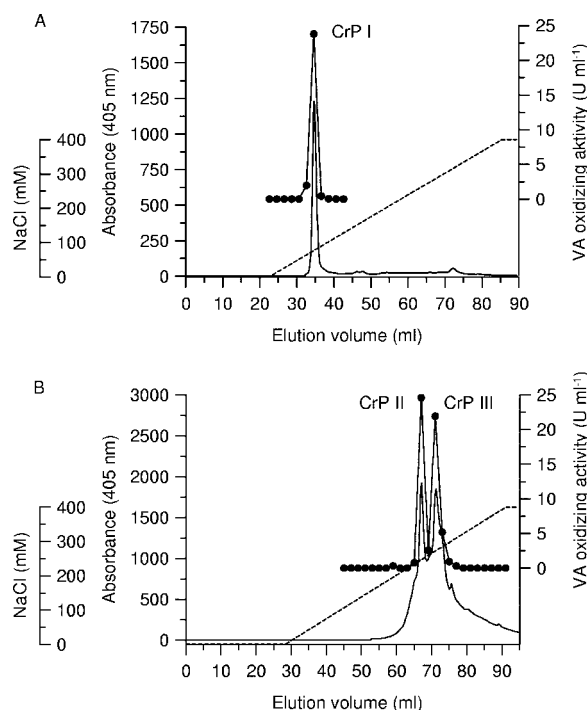 A
CrP I
NaCl (mM)
400
300
200
100
0
Absorbance (405 nm)
1750
1500
1250
1000
750
500
250
0
VA oxidizing aktivity (U ml⁻¹)
25
20
15
10
5
0
0 10 20 30 40 50 60 70 80 90
Elution volume (ml)
B
CrP II CrP III
NaCl (mM)
400
300
200
100
0
Absorbance (405 nm)
3000
2500
2000
1500
1000
500
0
VA oxidizing activity (U ml⁻¹)
25
20
15
10
5
0
0 10 20 30 40 50 60 70 80 90
Elution volume (ml)